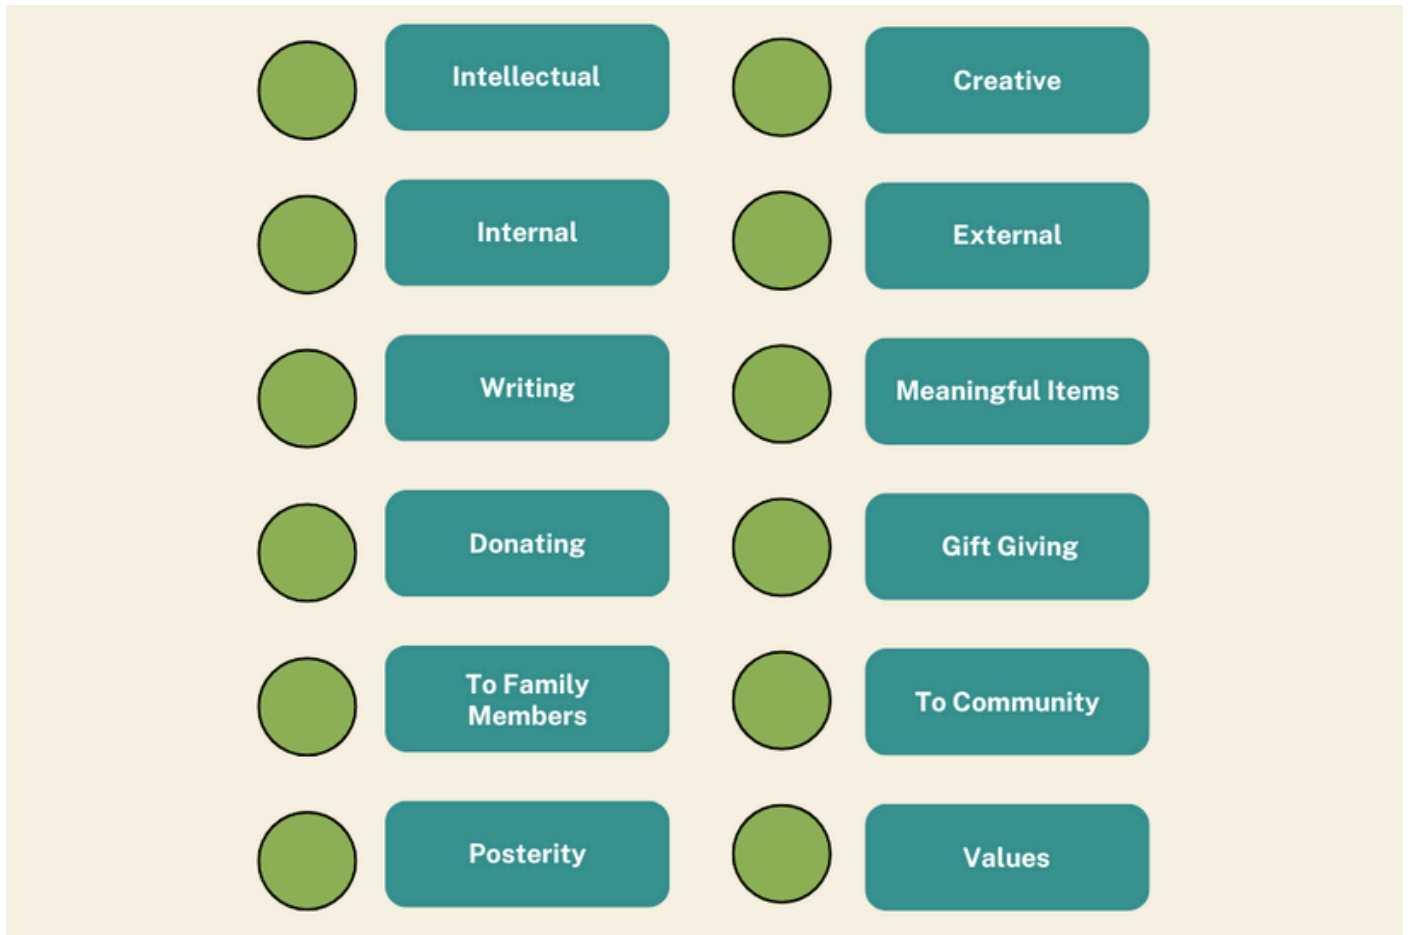 Intellectual
Creative
Internal
External
Writing
Meaningful Items
Donating
Gift Giving
To Family
Members
To Community
Posterity
Values